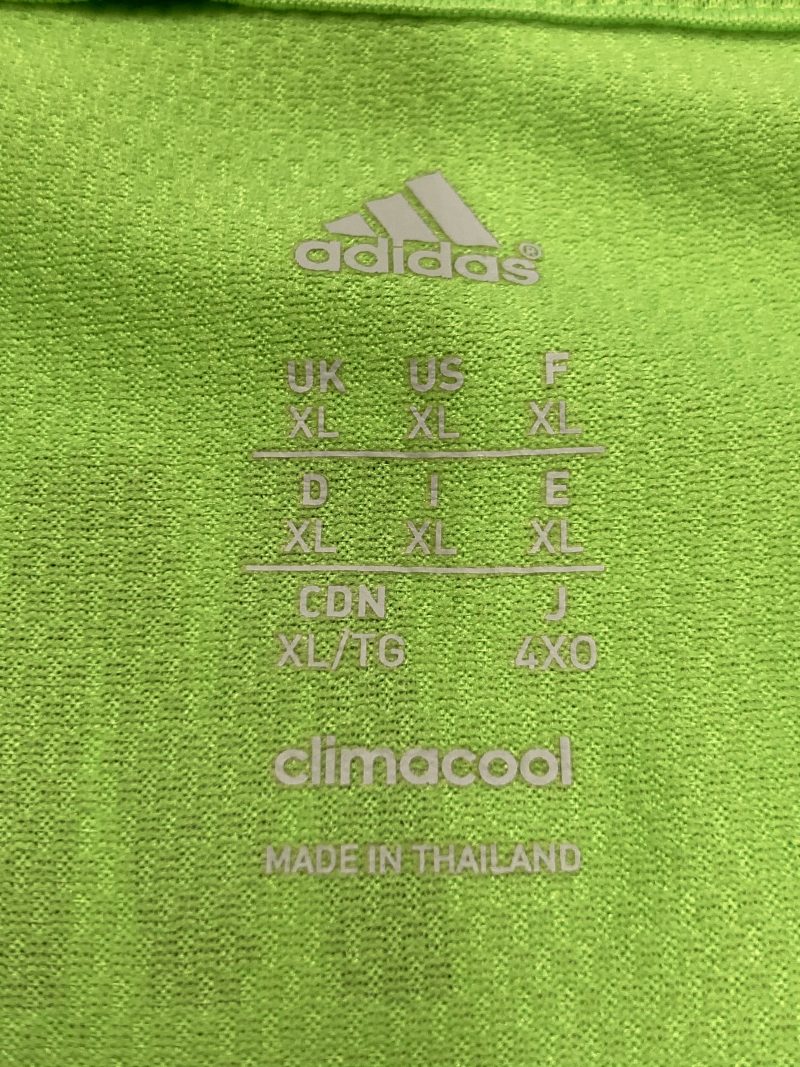 adidas®
UK US F
XL XL XL
D I E
XL XL XL
CDN J
XL/TG 4XO
climacool
MADE IN THAILAND